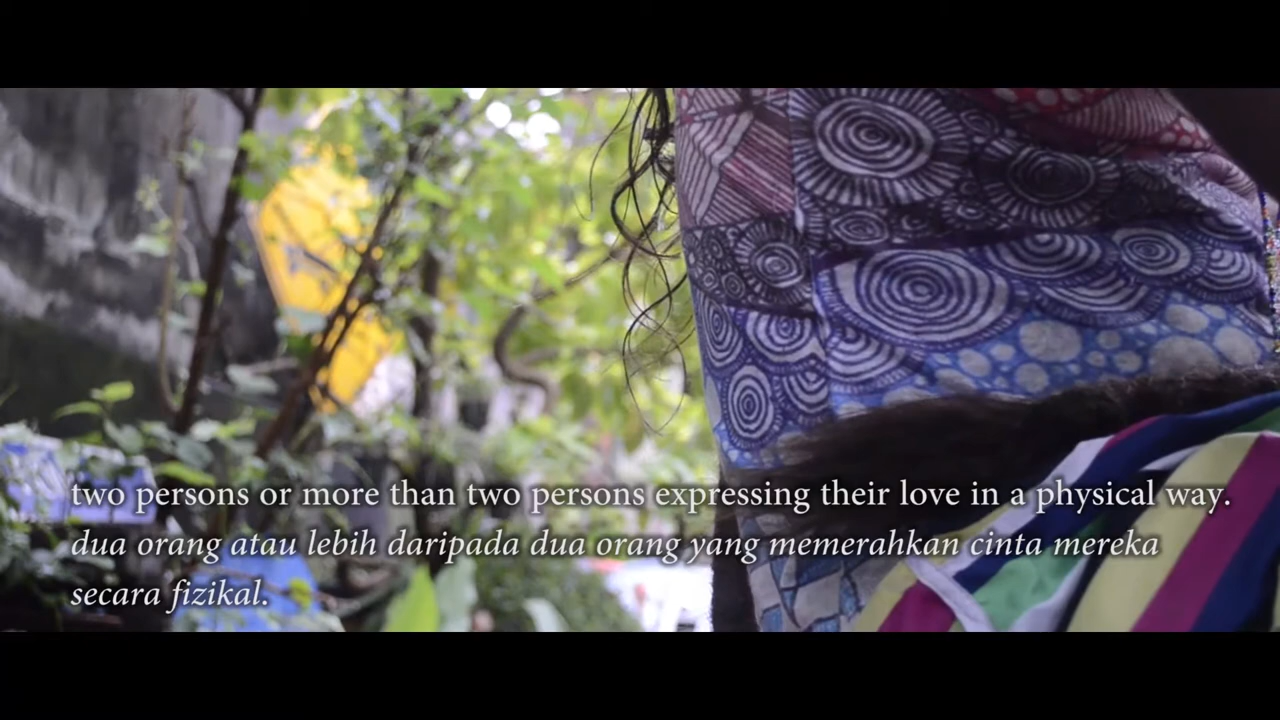 two persons or more than two persons expressing their love in a physical way.
dua orang atau lebih daripada dua orang yang memerahkan cinta mereka
secara fizikal.